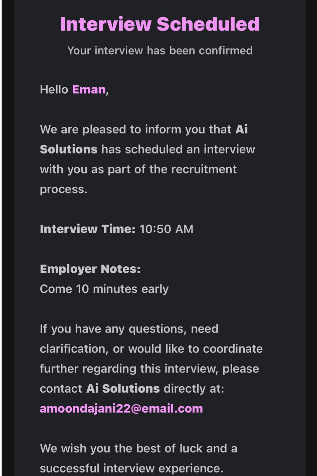 Interview Scheduled
Your interview has been confirmed
Hello Eman,
We are pleased to inform you that Ai
Solutions has scheduled an interview
with you as part of the recruitment
process.
Interview Time: 10:50 AM
Employer Notes:
Come 10 minutes early
If you have any questions, need
clarification, or would like to coordinate
further regarding this interview, please
contact Ai Solutions directly at:
amoondajani22@email.com
We wish you the best of luck and a
successful interview experience.